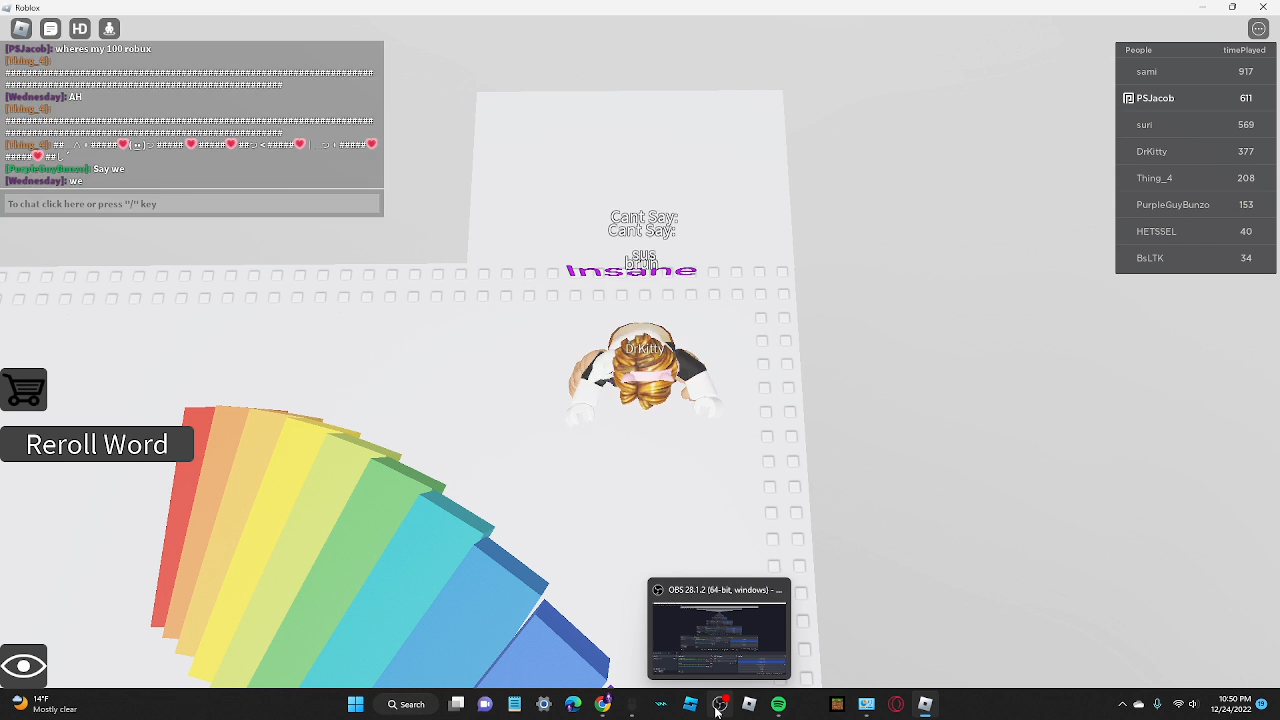 Roblox
HD
[PSJacob]: wheres my 100 robux
[Thing_4]:
[Wednesday]: AH
[Thing_4]:
[Thing_4]:
[PurpleGuyBunzo]: Say we
[Wednesday]: we
To chat click here or press "/" key
People timePlayed
sami 917
PSJacob 611
suri 569
DrKitty 377
Thing_4 208
PurpleGuyBunzo 153
HETSSEL 40
BsLTK 34
Cant Say:
Cant Say:
sus
Insane
DrKitty
Reroll Word
OBS 28.1.2 (64-bit, windows) - ...
14°F
Mostly clear
Search
10:50 PM
12/24/2022